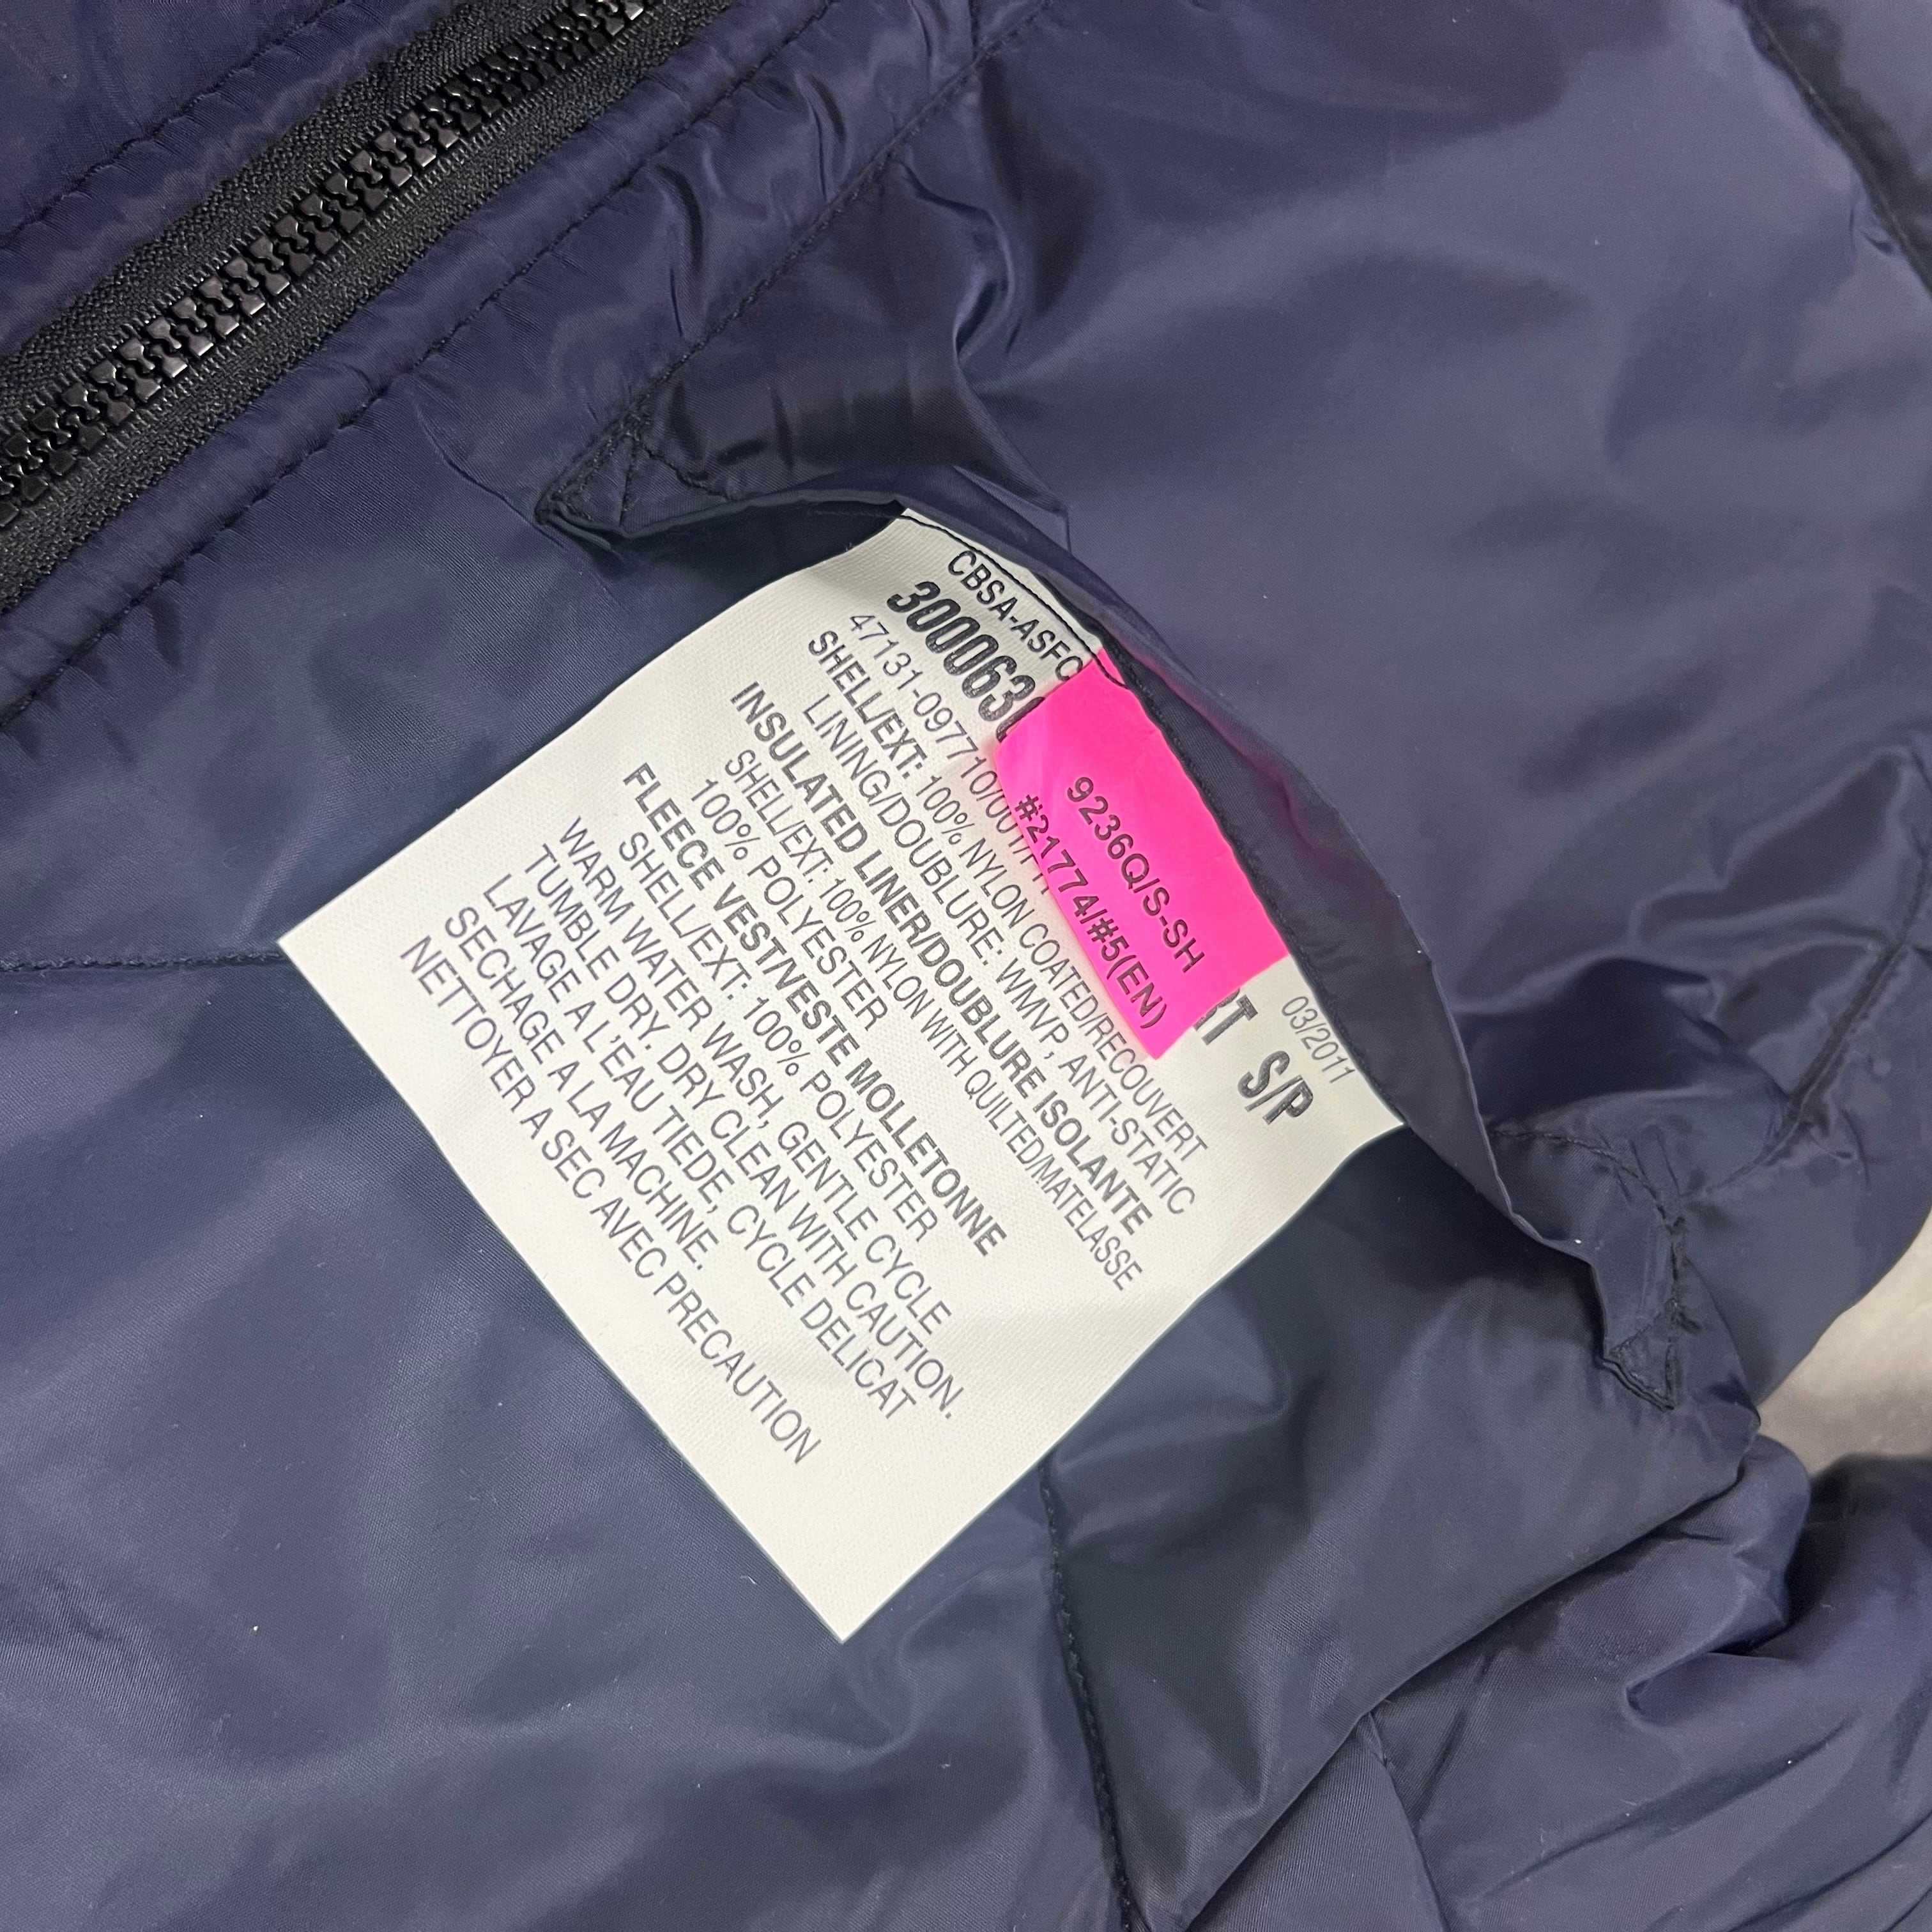 CBSA-ASFC
03/2011
S/P
47131-097710/001/
SHELL/EXT: 100% NYLON COATED/RECOUVERT
LINING/DOUBLURE: WMVP, ANTI-STATIC
INSULATED LINER/DOUBLURE ISOLANTE
SHELL/EXT: 100% NYLON WITH QUILTED/MATELASSE
100% POLYESTER
FLEECE VEST/VESTE MOLLETONNE
SHELL/EXT: 100% POLYESTER
WARM WATER WASH, GENTLE CYCLE
TUMBLE DRY. DRY CLEAN WITH CAUTION.
LAVAGE A L'EAU TIEDE, CYCLE DELICAT
SECHAGE A LA MACHINE.
NETTOYER A SEC AVEC PRECAUTION
9236Q/S-SH
#21774/#5(EN)